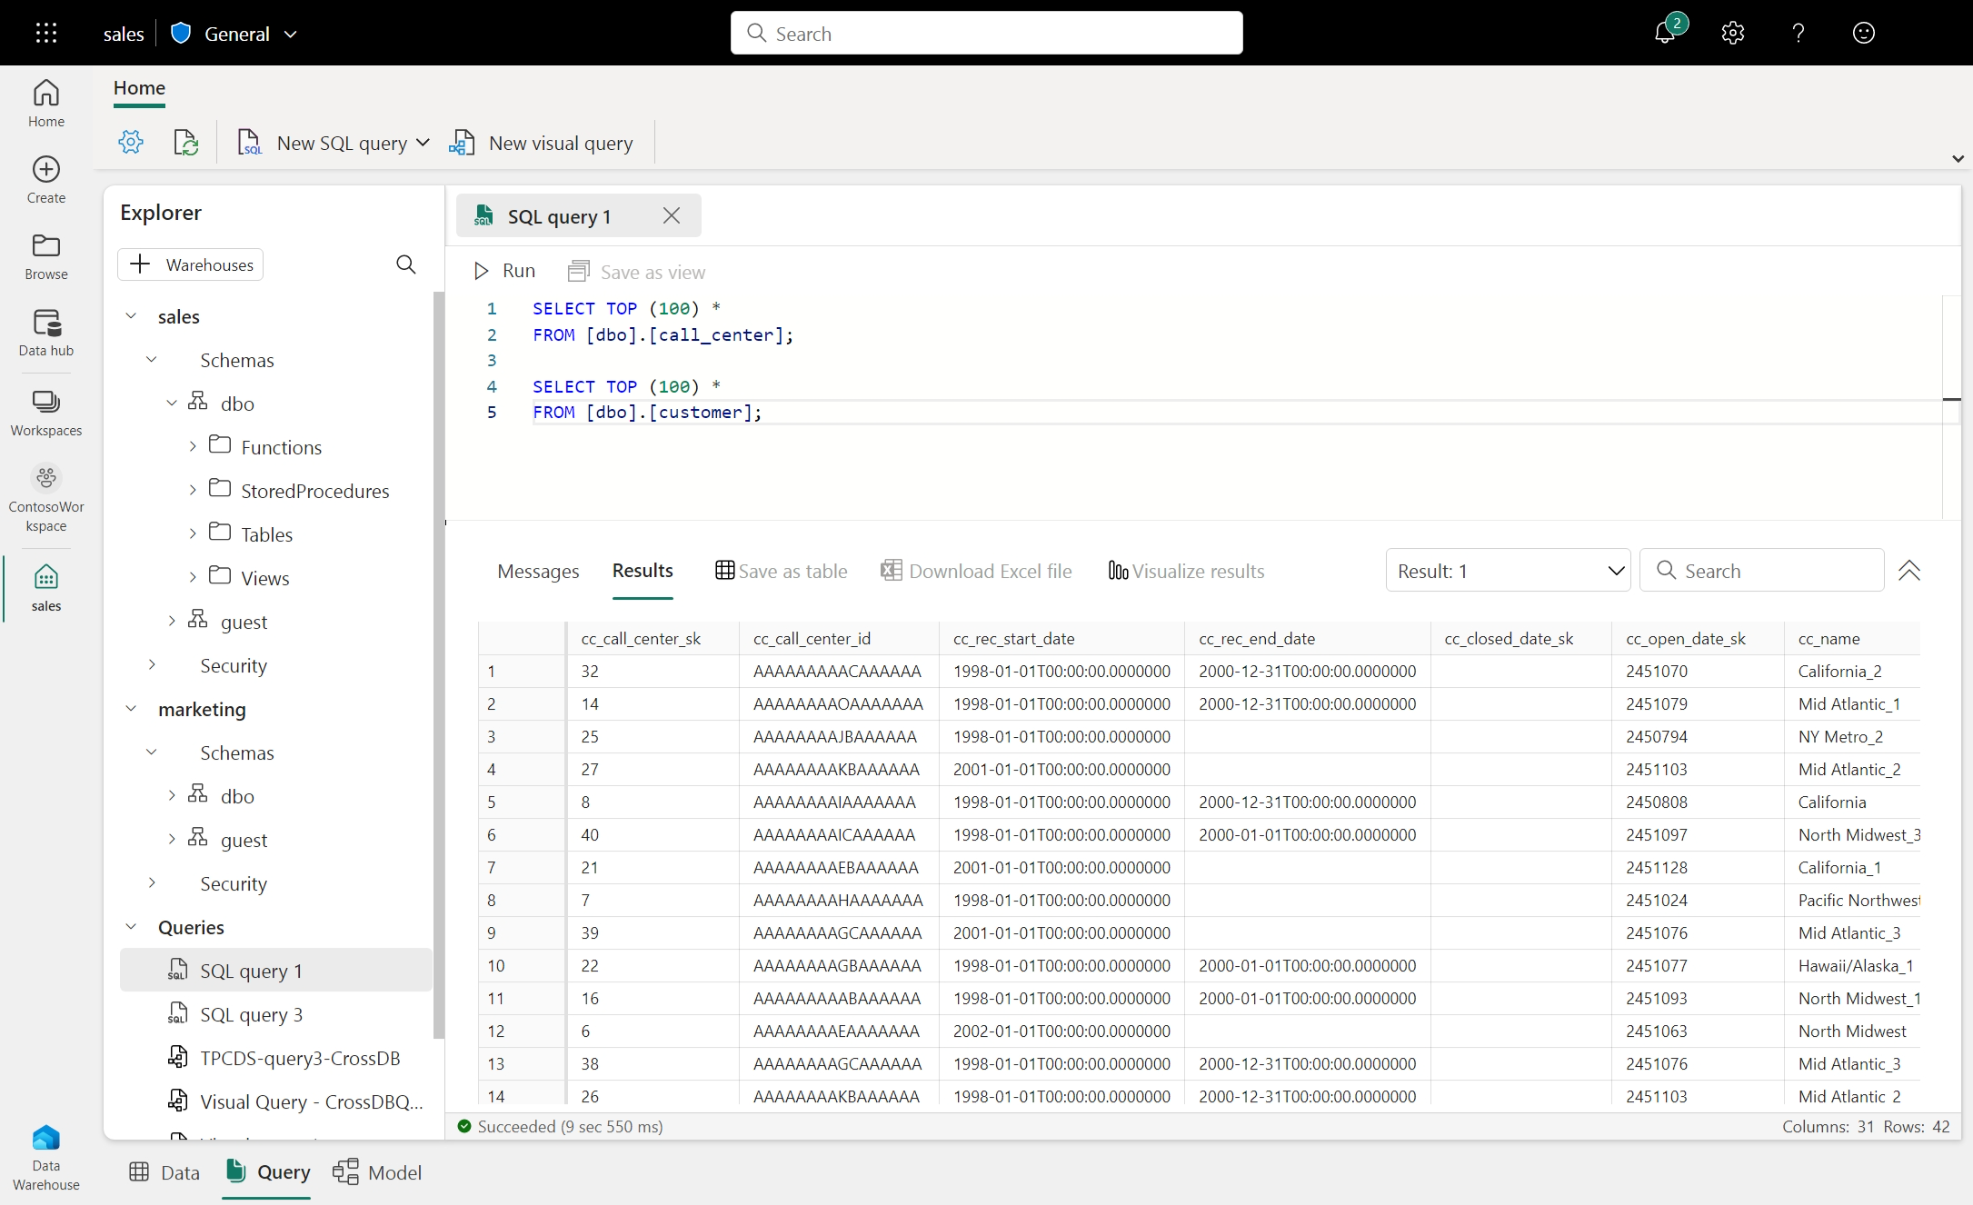 sales General Search 2
Home
Home
New SQL query New visual query
Create
Browse
Data hub
Workspaces
ContosoWor
kspace
sales
Data
Warehouse
Explorer
Warehouses
sales
Schemas
dbo
Functions
StoredProcedures
Tables
Views
guest
Security
marketing
Schemas
dbo
guest
Security
Queries
SQL query 1
SQL query 3
TPCDS-query3-CrossDB
Visual Query - CrossDBQ...
SQL query 1
Run Save as view
1 SELECT TOP (100) *
2 FROM [dbo].[call_center];
3
4 SELECT TOP (100) *
5 FROM [dbo].[customer];
Messages Results Save as table Download Excel file Visualize results Result: 1 Search
cc_call_center_sk cc_call_center_id cc_rec_start_date cc_rec_end_date cc_closed_date_sk cc_open_date_sk cc_name
1 32 AAAAAAAAACAAAAAA 1998-01-01T00:00:00.0000000 2000-12-31T00:00:00.0000000 2451070 California_2
2 14 AAAAAAAAOAAAAAAA 1998-01-01T00:00:00.0000000 2000-12-31T00:00:00.0000000 2451079 Mid Atlantic_1
3 25 AAAAAAAAJBAAAAAA 1998-01-01T00:00:00.0000000 2450794 NY Metro_2
4 27 AAAAAAAAKBAAAAAA 2001-01-01T00:00:00.0000000 2451103 Mid Atlantic_2
5 8 AAAAAAAAIAAAAAAA 1998-01-01T00:00:00.0000000 2000-12-31T00:00:00.0000000 2450808 California
6 40 AAAAAAAAICAAAAAA 1998-01-01T00:00:00.0000000 2000-01-01T00:00:00.0000000 2451097 North Midwest_3
7 21 AAAAAAAAEBAAAAAA 2001-01-01T00:00:00.0000000 2451128 California_1
8 7 AAAAAAAAHAAAAAAA 1998-01-01T00:00:00.0000000 2451024 Pacific Northwest
9 39 AAAAAAAAGCAAAAAA 2001-01-01T00:00:00.0000000 2451076 Mid Atlantic_3
10 22 AAAAAAAAGBAAAAAA 1998-01-01T00:00:00.0000000 2000-01-01T00:00:00.0000000 2451077 Hawaii/Alaska_1
11 16 AAAAAAAAABAAAAAA 1998-01-01T00:00:00.0000000 2000-01-01T00:00:00.0000000 2451093 North Midwest_1
12 6 AAAAAAAAEAAAAAAA 2002-01-01T00:00:00.0000000 2451063 North Midwest
13 38 AAAAAAAAGCAAAAAA 1998-01-01T00:00:00.0000000 2000-12-31T00:00:00.0000000 2451076 Mid Atlantic_3
14 26 AAAAAAAAKBAAAAAA 1998-01-01T00:00:00.0000000 2000-12-31T00:00:00.0000000 2451103 Mid Atlantic 2
Succeeded (9 sec 550 ms) Columns: 31 Rows: 42
Data Query Model